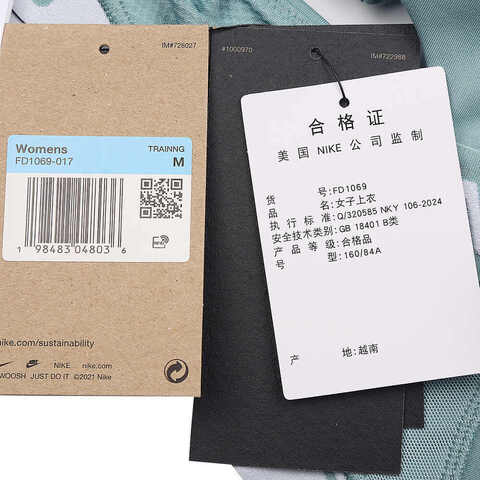 IM#728027
Womens
TRAINNG
FD1069-017
M
1 98483 04803 6
nike.com/sustainability
NIKE
nike.com
SWOOSH JUST DO IT ©2021 Nike
#1000970
IM#722988
合格证
美国 NIKE 公司监制
货 号:FD1069
品 名:女子上衣
执行标准:Q/320585 NKY 106-2024
安全技术类别:GB 18401 B类
产品等级:合格品
号 型:160/84A
产 地:越南